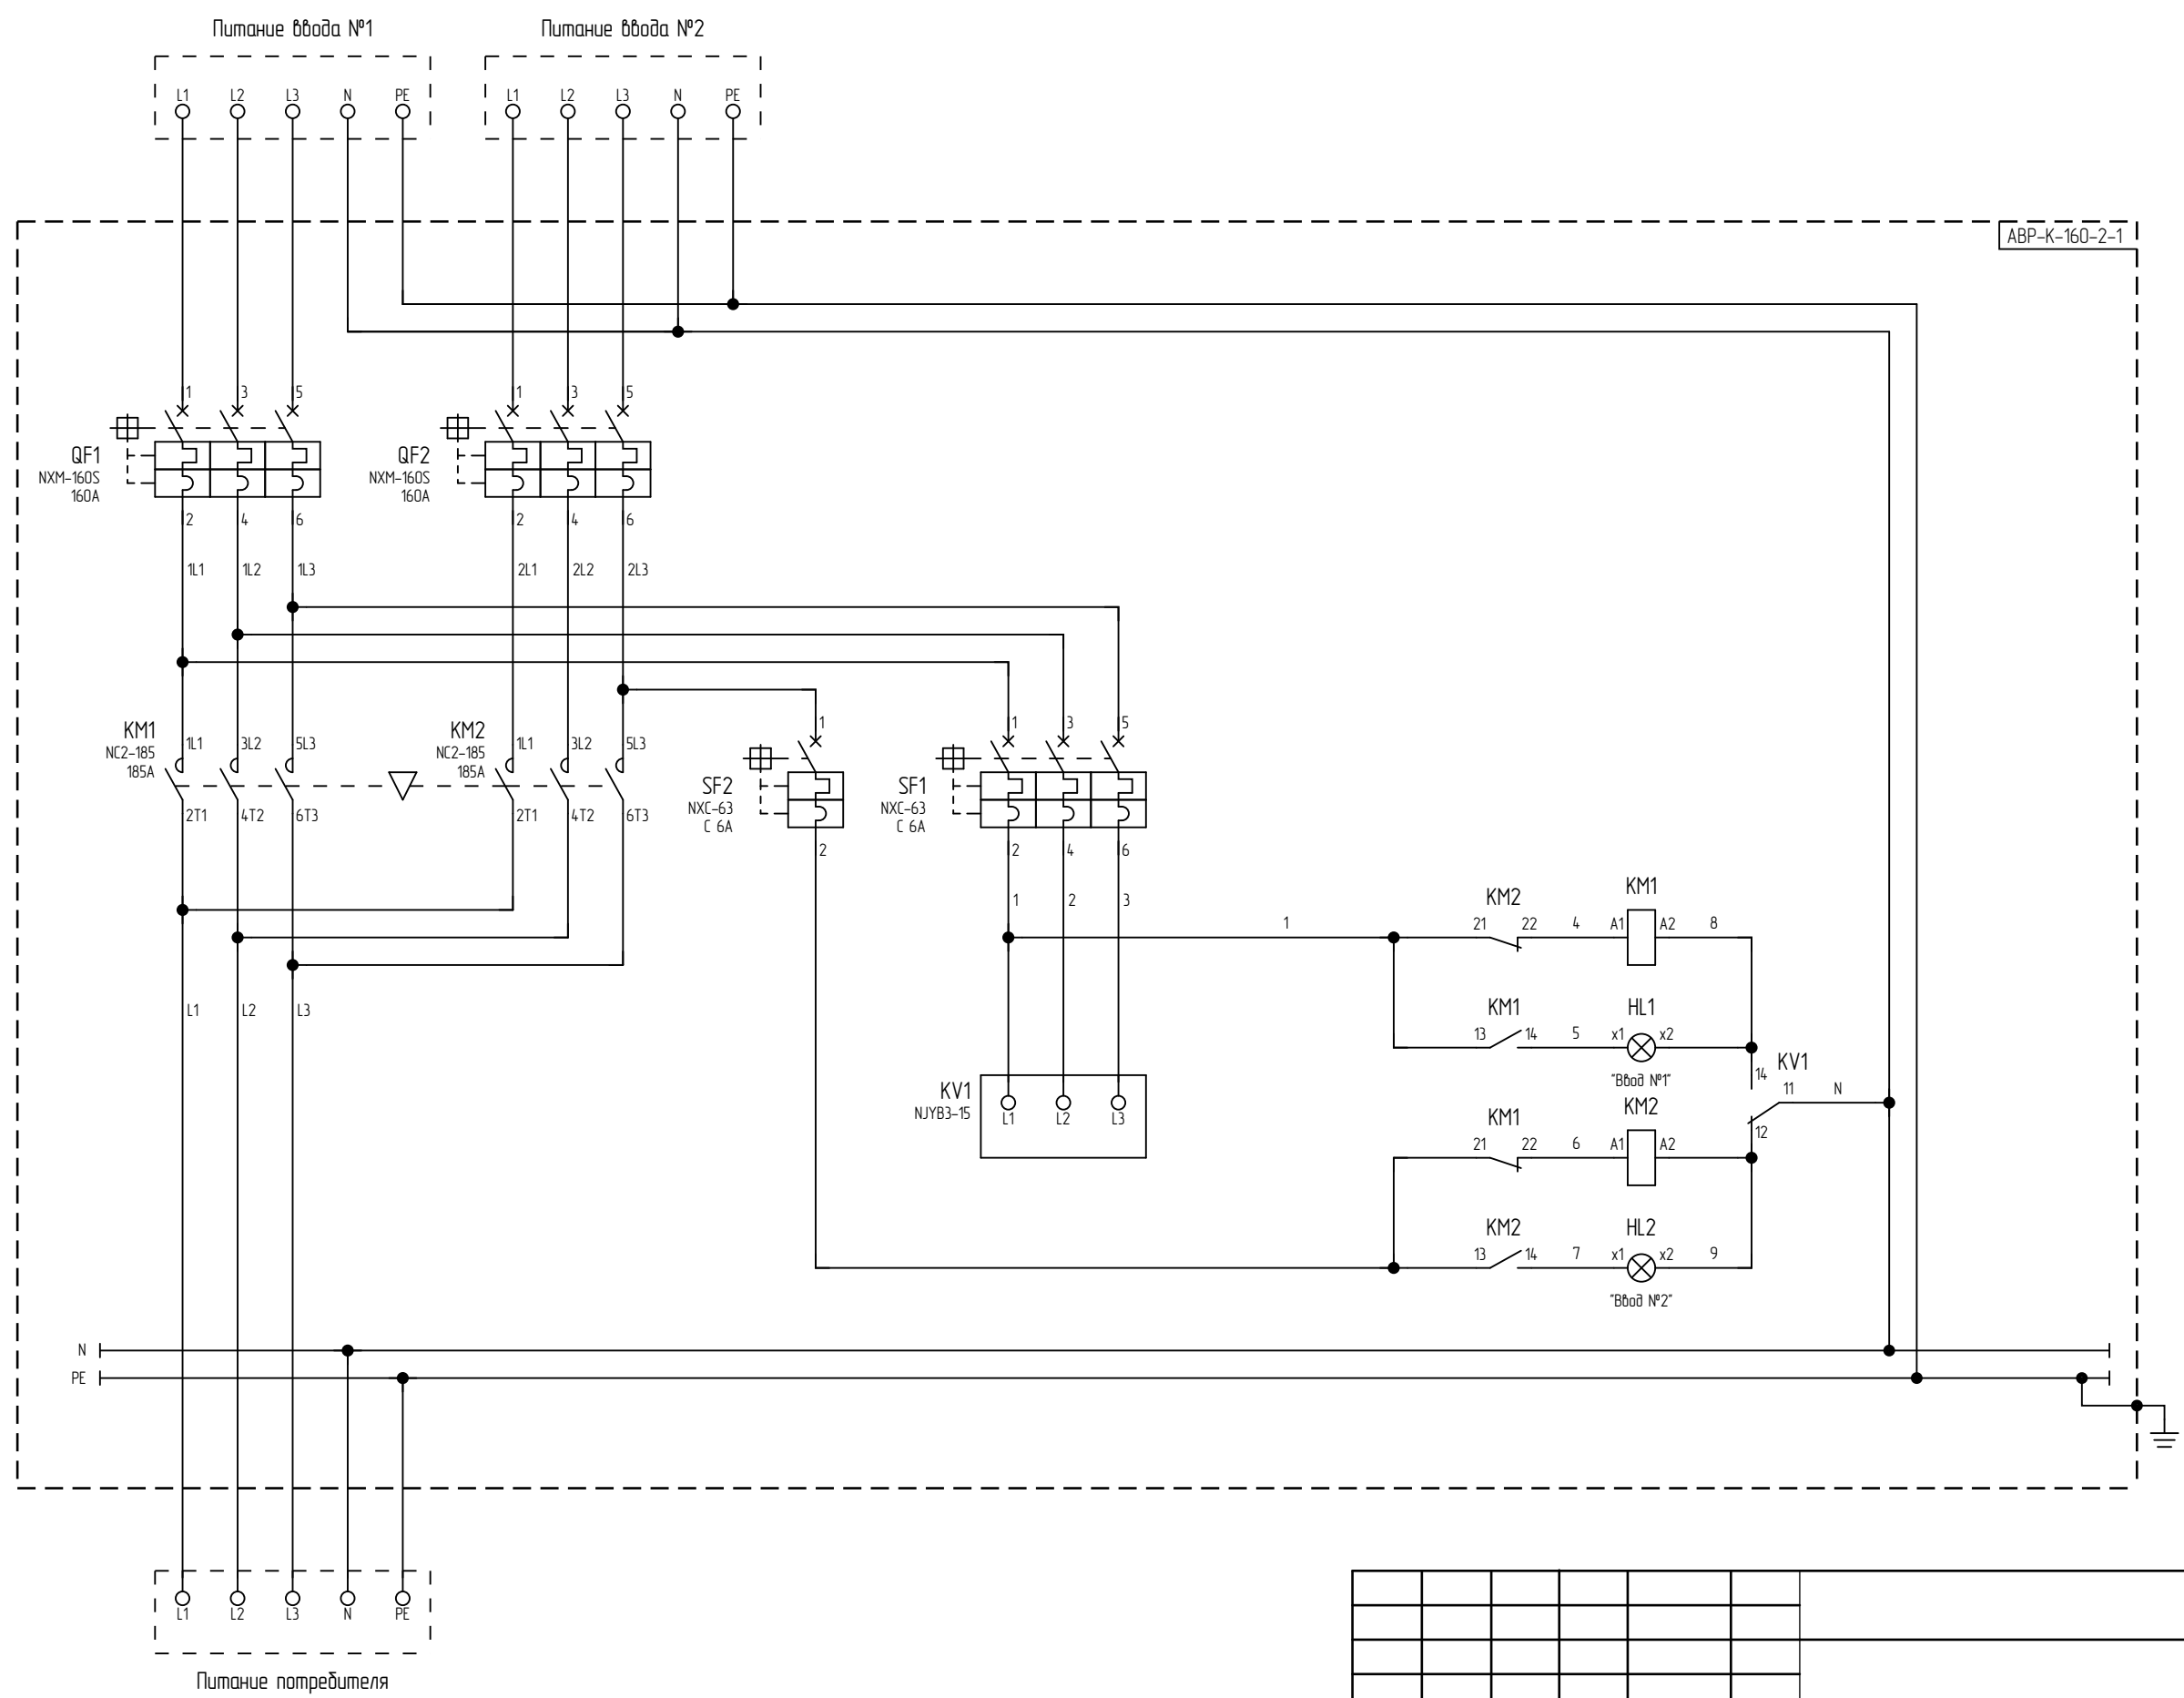 Питание ввода №1
Питание ввода №2
L1 L2 L3 N PE
L1 L2 L3 N PE
АВР-К-160-2-1
1 3 5
1 3 5
QF1
NXM-160S
160A
QF2
NXM-160S
160A
2 4 6
2 4 6
1L1 1L2 1L3
2L1 2L2 2L3
KM1
NC2-185
185A
1L1 3L2 5L3
KM2
NC2-185
185A
1L1 3L2 5L3
2T1 4T2 6T3
2T1 4T2 6T3
1
SF2
NXC-63
C 6A
2
1 3 5
SF1
NXC-63
C 6A
2 4 6
1 2 3
1
KM2
21 22 4
KM1
A1 A2 8
KM1
13 14 5
HL1
x1 x2
"Ввод №1"
14
KV1
11 N
12
L1 L2 L3
KV1
NJYB3-15
L1 L2 L3
KM1
21 22 6
KM2
A1 A2
KM2
13 14 7
HL2
x1 x2 9
"Ввод №2"
N
PE
L1 L2 L3 N PE
Питание потребителя